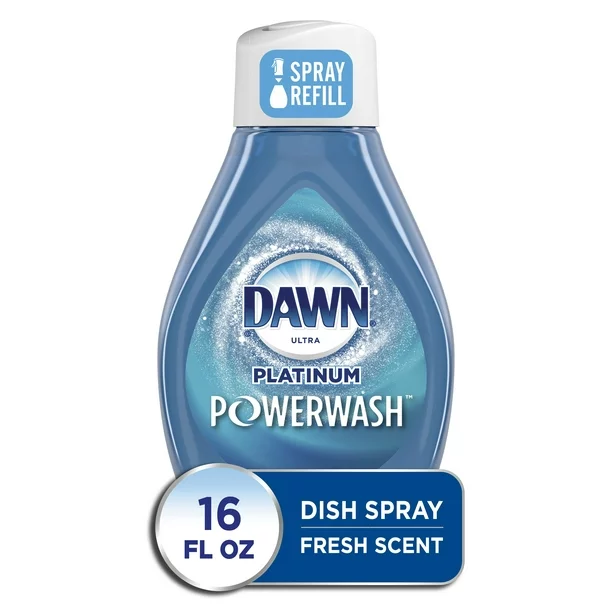 SPRAY
REFILL
DAWN
ULTRA
PLATINUM
POWERWASH™
16
FL OZ
DISH SPRAY
FRESH SCENT